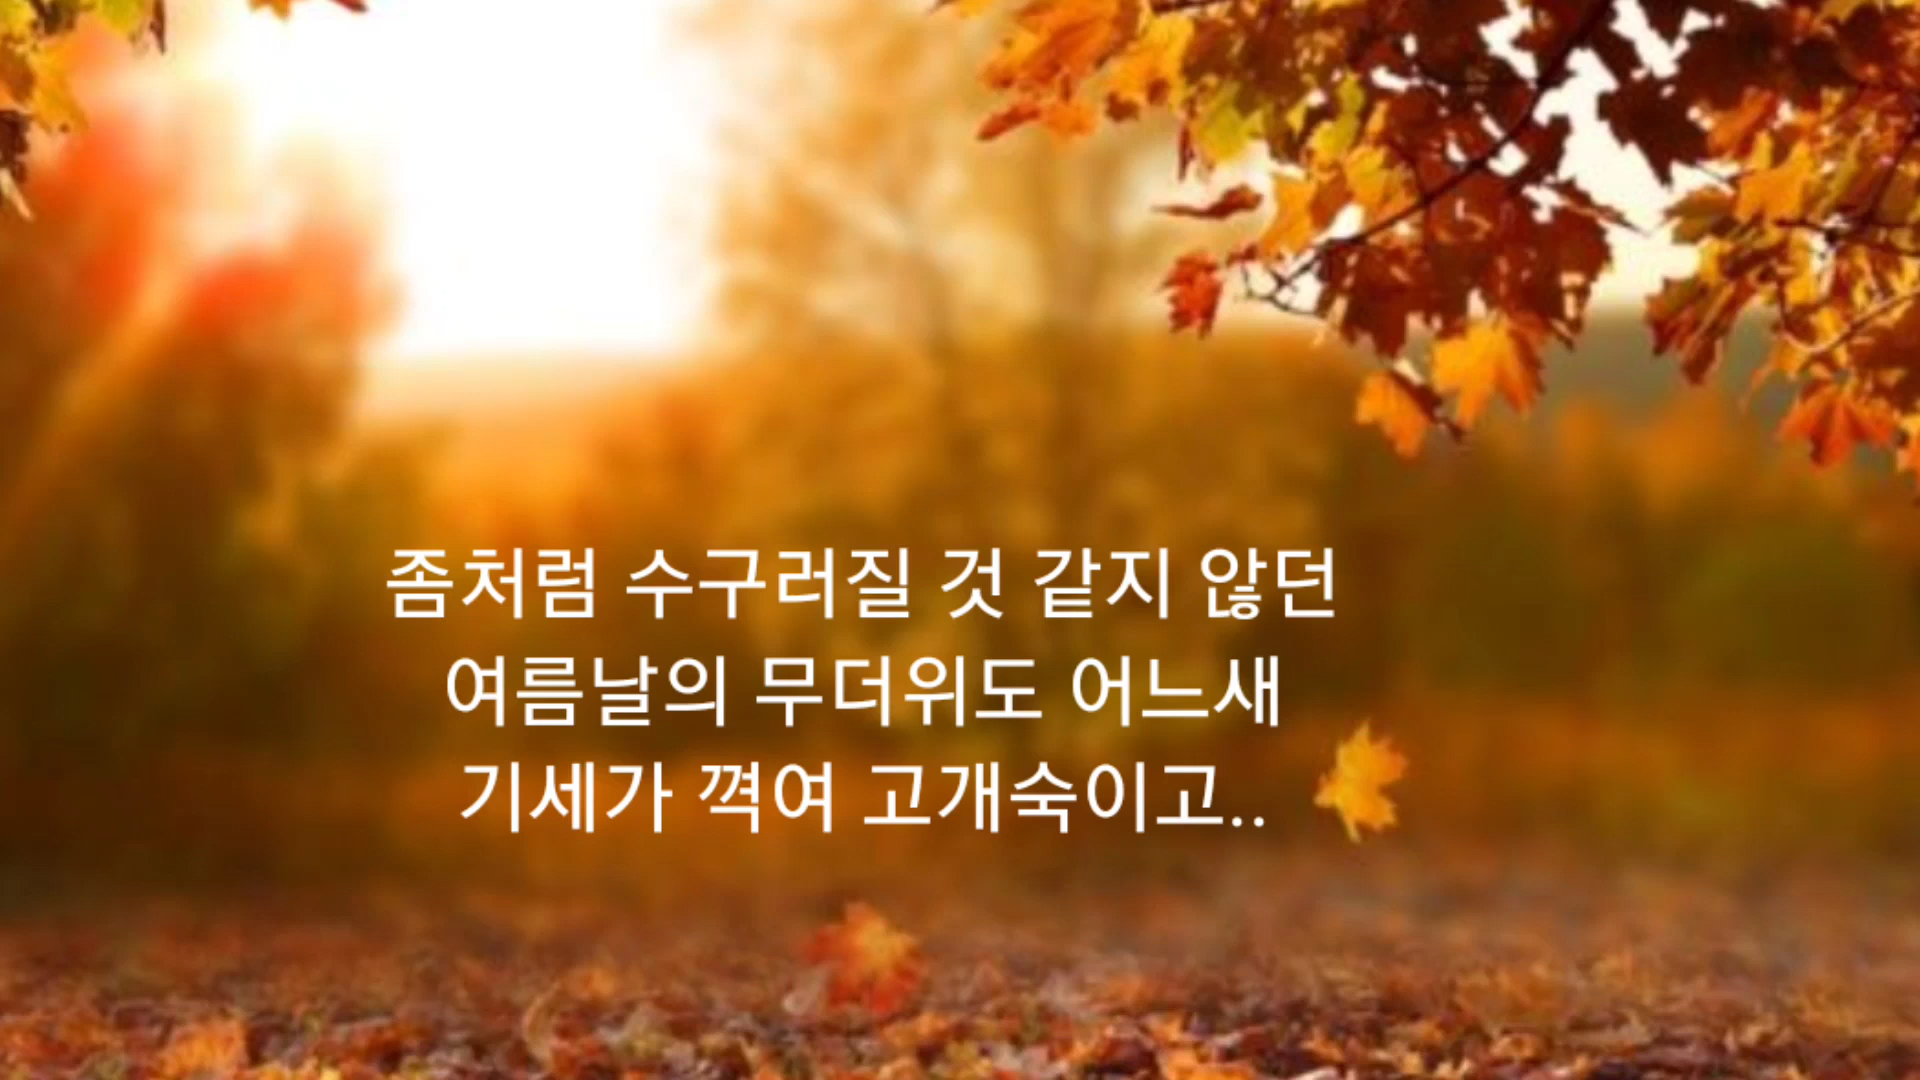 좀처럼 수구러질 것 같지 않던
여름날의 무더위도 어느새
기세가 꺽여 고개숙이고..